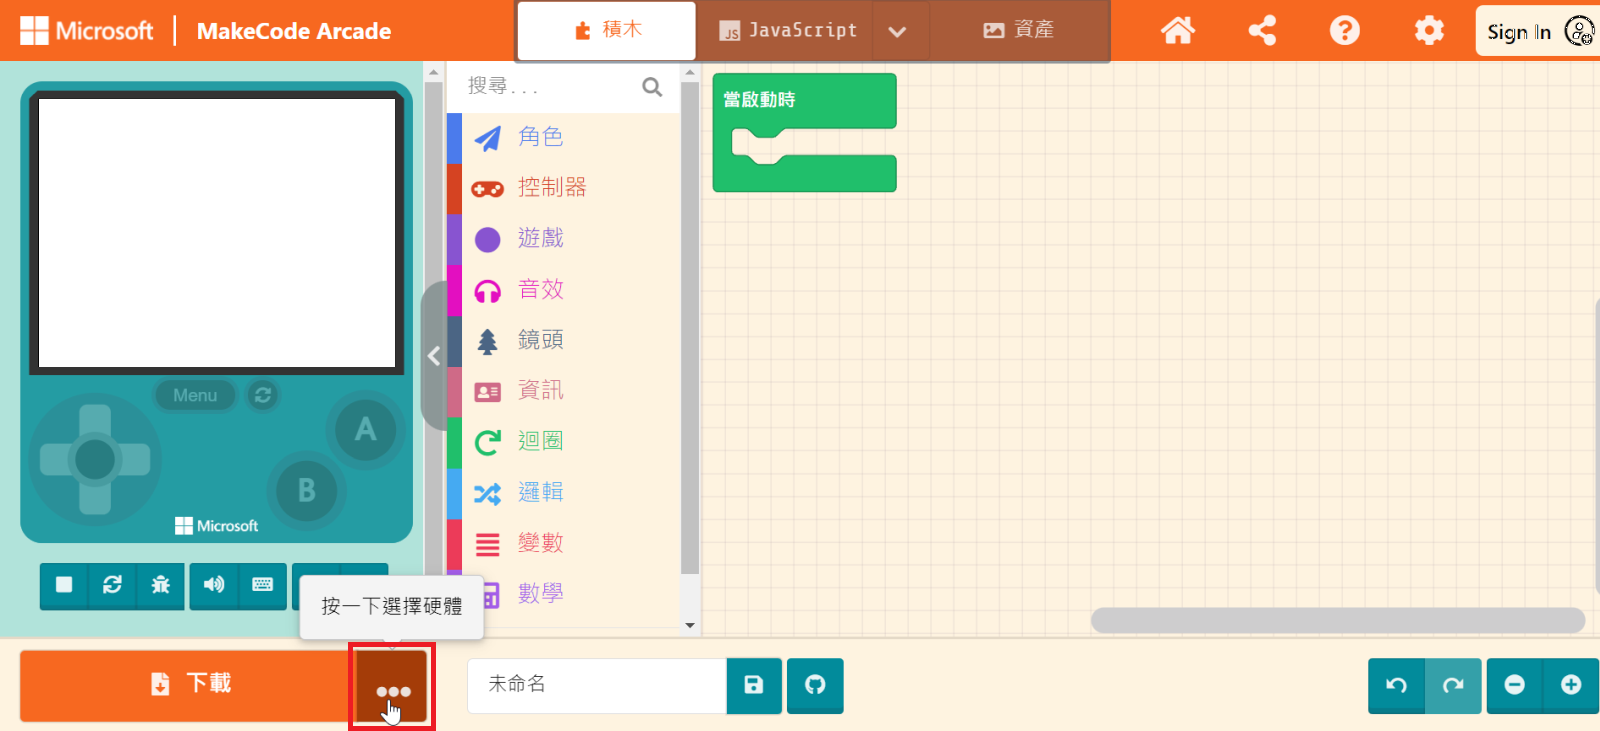 Microsoft
MakeCode Arcade
積木
JS JavaScript
資產
Sign In
搜尋...
當啟動時
角色
控制器
遊戲
音效
鏡頭
資訊
迴圈
邏輯
變數
數學
Menu
A
B
Microsoft
按一下選擇硬體
下載
未命名